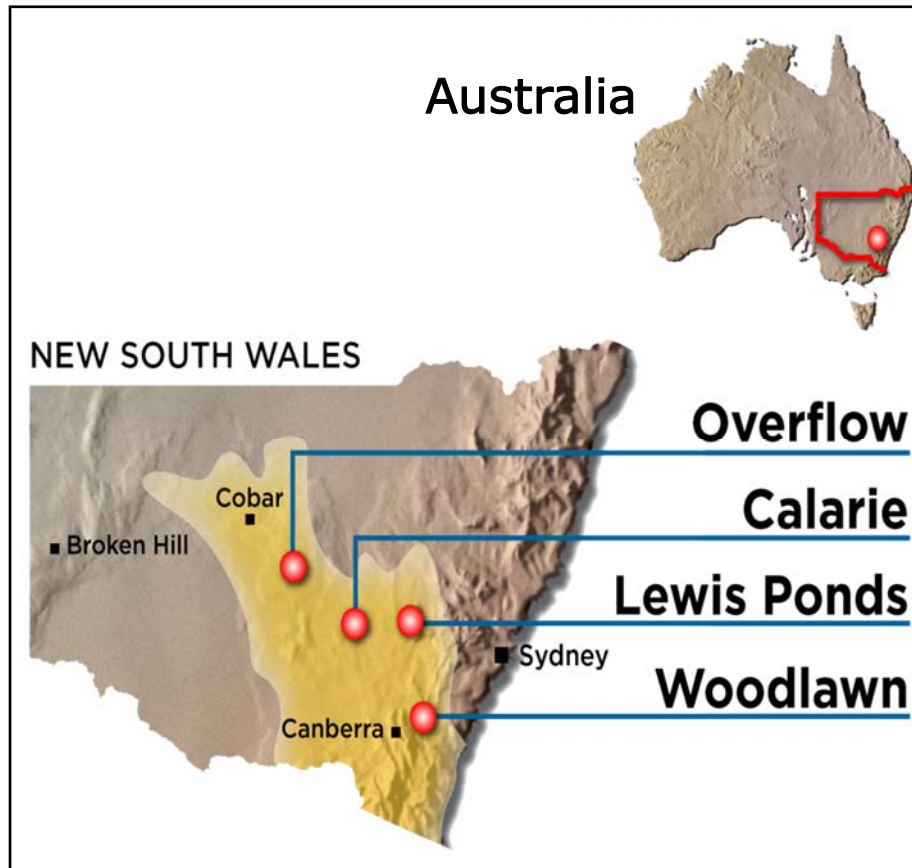 Australia
NEW SOUTH WALES
Overflow
Cobar
Calarie
Broken Hill
Lewis Ponds
Sydney
Woodlawn
Canberra